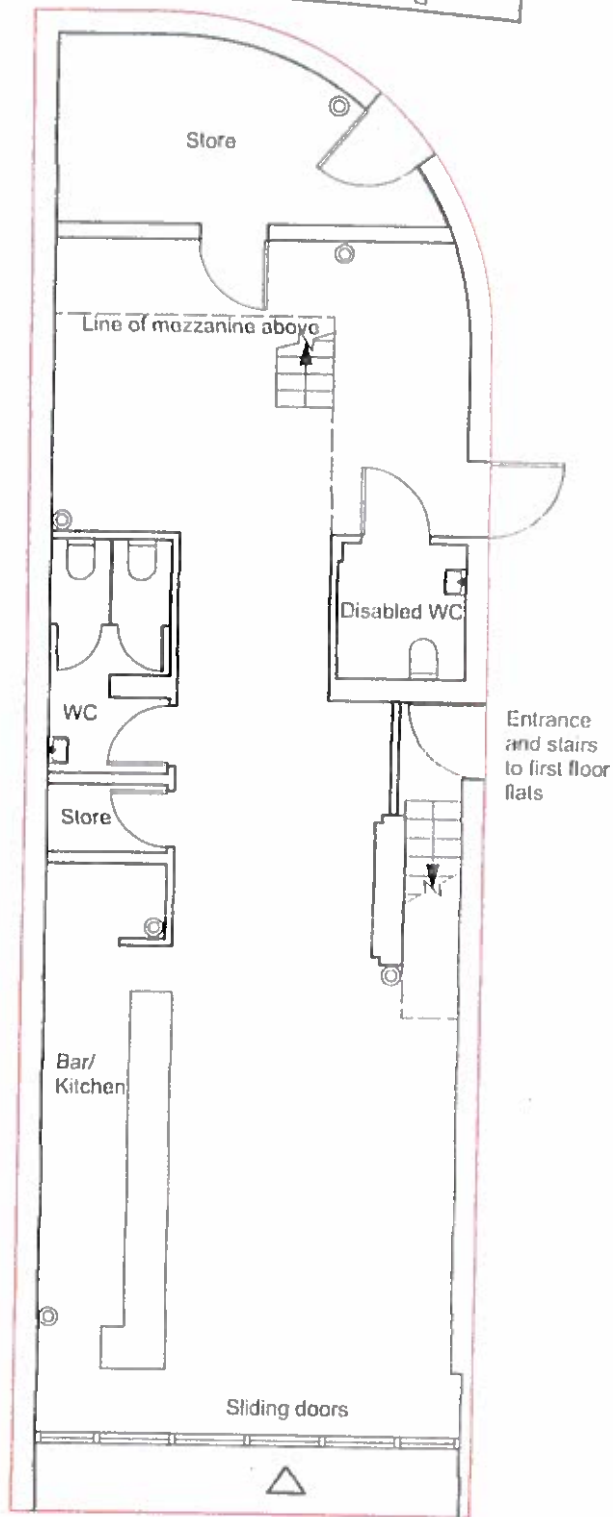 Store
Line of mezzanine above
Disabled WC
WC
Entrance
and stairs
to first floor
flats
Store
Bar/
Kitchen
Sliding doors